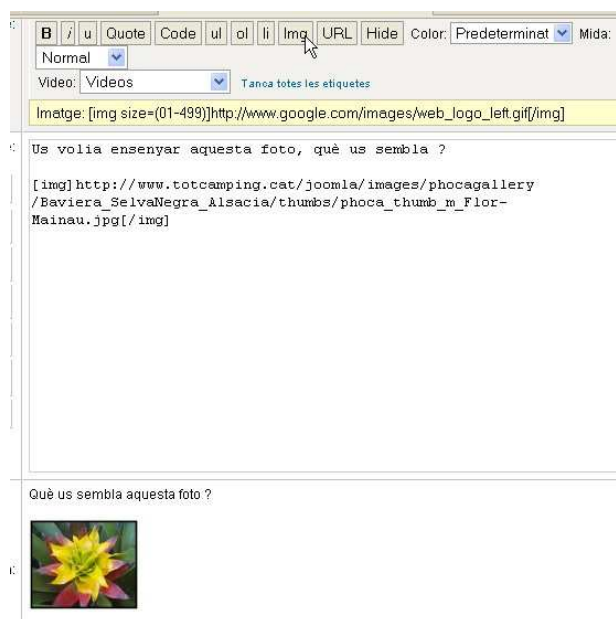 B i u Quote Code ul ol li Img URL Hide Color: Predeterminat Mida:
Normal
Video: Videos Tanca totes les etiquetes
Imatge: [img size=(01-499)]http://www.google.com/images/web_logo_left.gif[/img]
Us volia ensenyar aquesta foto, què us sembla ?
[img]http://www.totcamping.cat/joomla/images/phocagallery
/Baviera_SelvaNegra_Alsacia/thumbs/phoca_thumb_m_Flor-
Mainau.jpg[/img]
Què us sembla aquesta foto ?